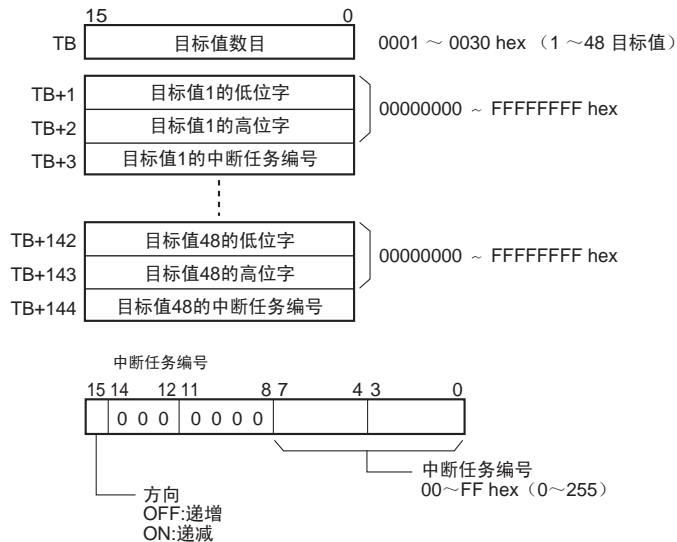 15 0
TB 目标值数目 0001 ～ 0030 hex （1 ～48 目标值）
TB+1 目标值1的低位字
00000000 ~ FFFFFFFF hex
TB+2 目标值1的高位字
TB+3 目标值1的中断任务编号
TB+142 目标值48的低位字
00000000 ~ FFFFFFFF hex
TB+143 目标值48的高位字
TB+144 目标值48的中断任务编号
中断任务编号
15 14 12 11 8 7 4 3 0
0 0 0 0 0 0 0
中断任务编号
00～FF hex（0～255）
方向
OFF:递增
ON:递减